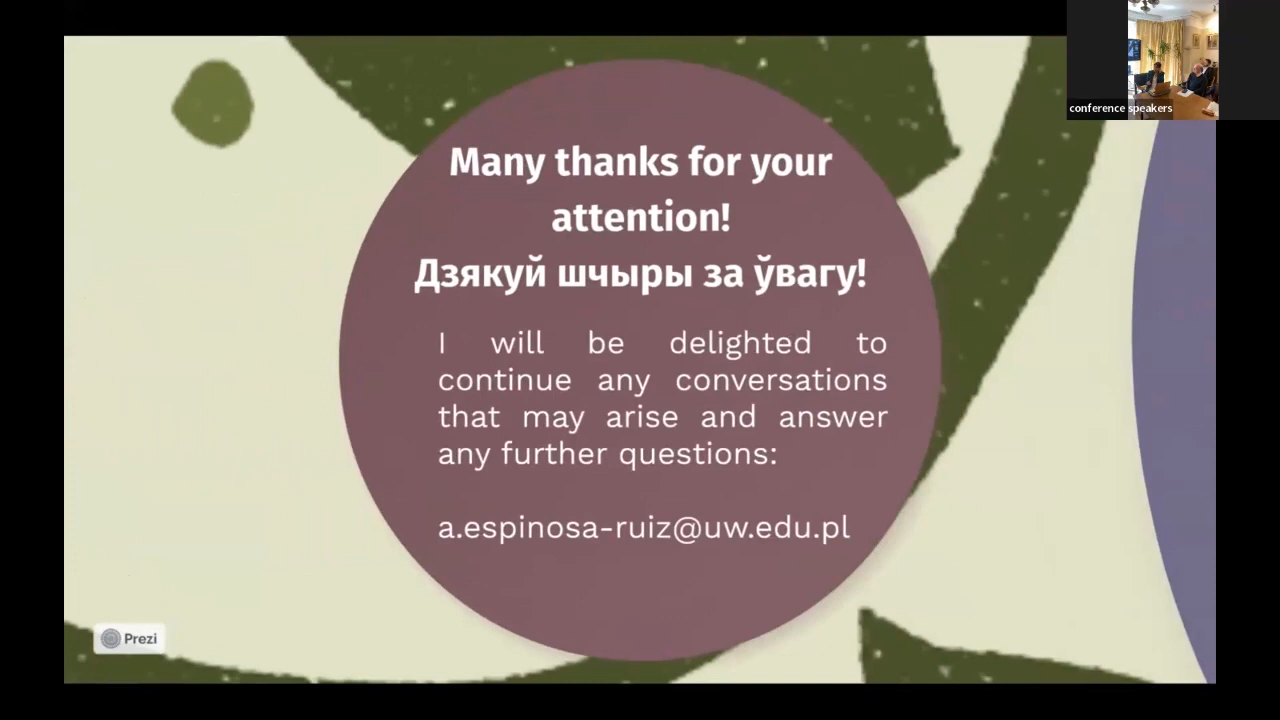 conference speakers
Many thanks for your
attention!
Дзякуй шчыры за ўвагу!
I will be delighted to
continue any conversations
that may arise and answer
any further questions:
a.espinosa-ruiz@uw.edu.pl
Prezi